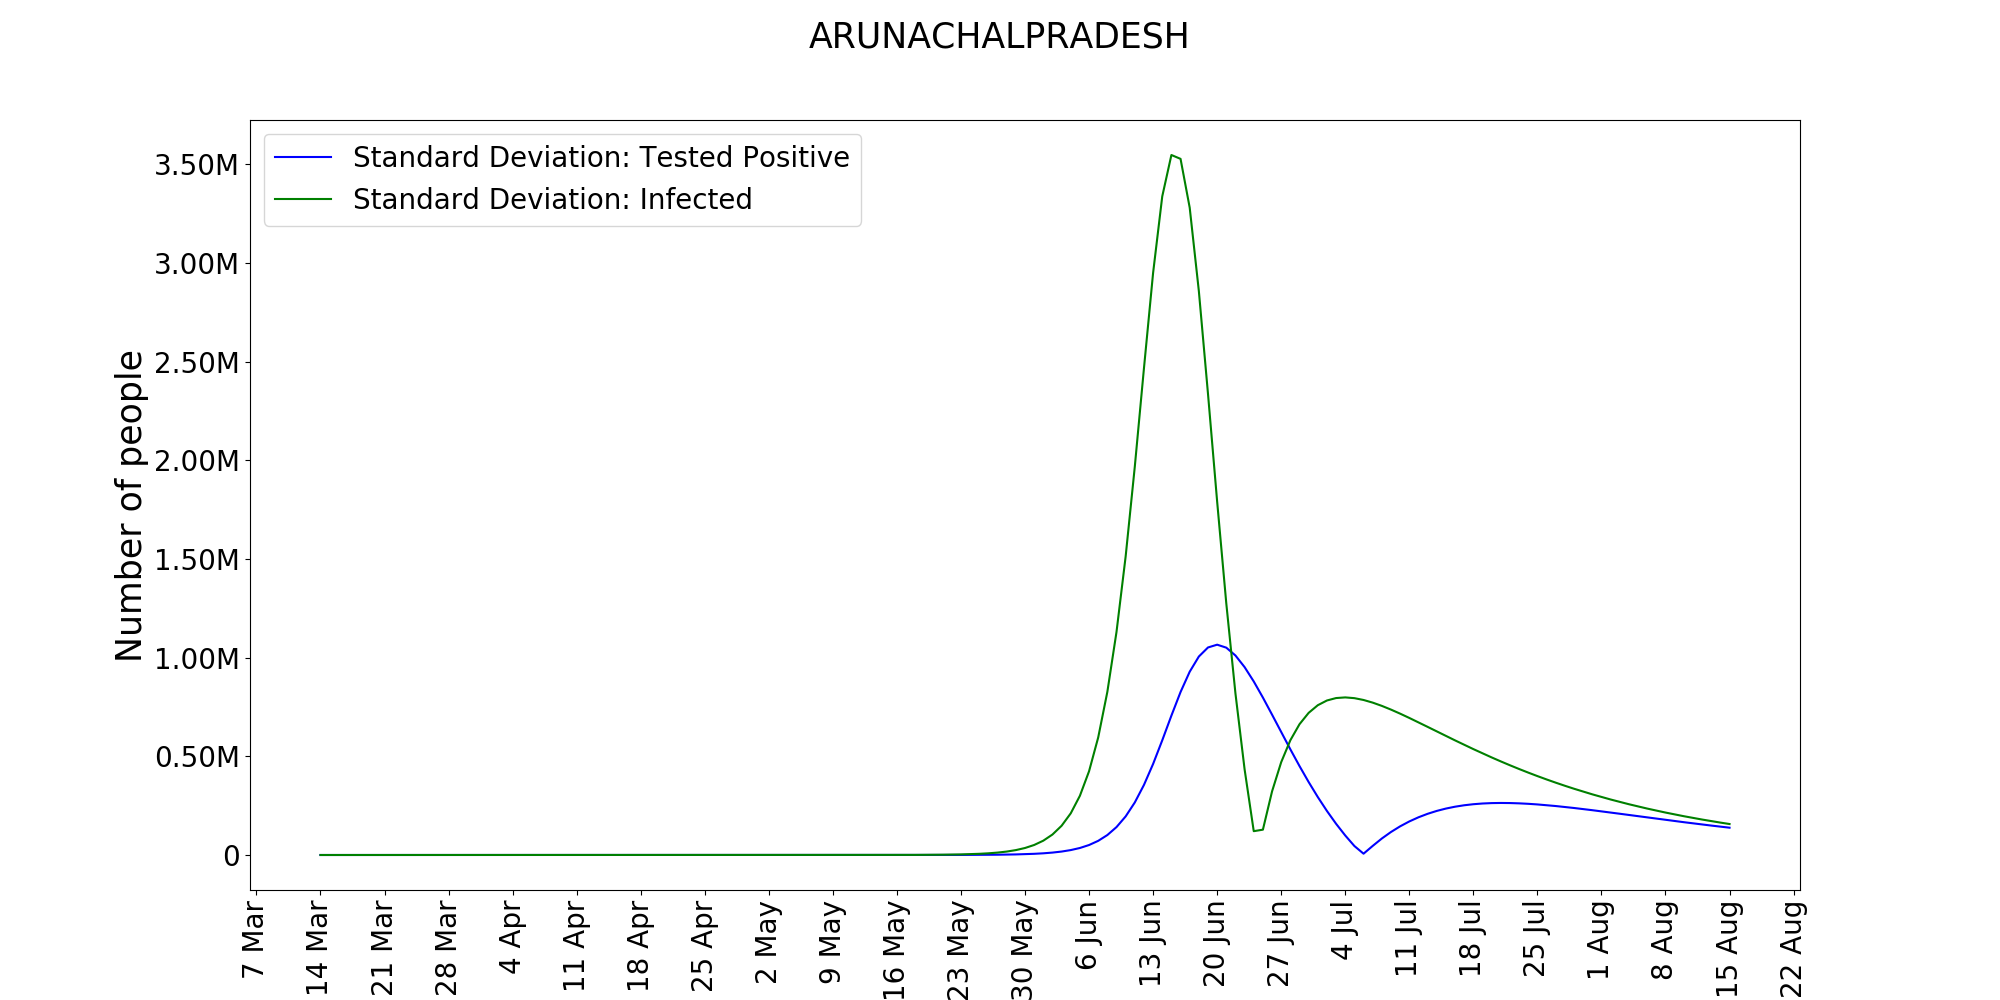 ARUNACHALPRADESH
Standard Deviation: Tested Positive
Standard Deviation: Infected
Number of people
3.50M
3.00M
2.50M
2.00M
1.50M
1.00M
0.50M
0
7 Mar
14 Mar
21 Mar
28 Mar
4 Apr
11 Apr
18 Apr
25 Apr
2 May
9 May
16 May
23 May
30 May
6 Jun
13 Jun
20 Jun
27 Jun
4 Jul
11 Jul
18 Jul
25 Jul
1 Aug
8 Aug
15 Aug
22 Aug